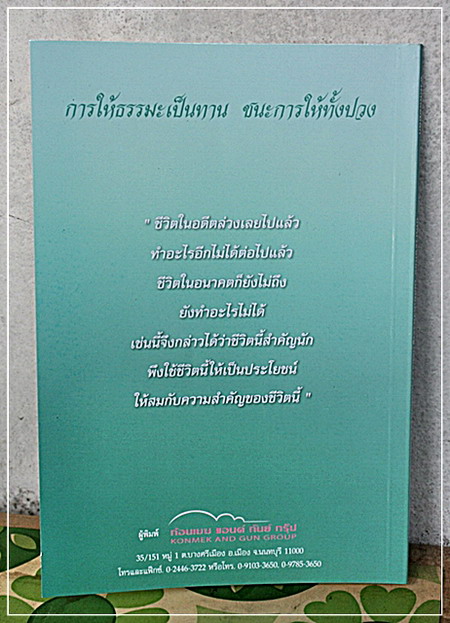 การให้ธรรมะเป็นทาน ชนะการให้ทั้งปวง
" ชีวิตในอดีตล่วงเลยไปแล้ว
ทำอะไรอีกไม่ได้ต่อไปแล้ว
ชีวิตในอนาคตก็ยังไม่ถึง
ยังทำอะไรไม่ได้
เช่นนี้จึงกล่าวได้ว่าชีวิตนี้สำคัญนัก
พึงใช้ชีวิตนี้ให้เป็นประโยชน์
ให้สมกับความสำคัญของชีวิตนี้ "
ผู้พิมพ์ ก้อนเมฆ แอนด์ กันย์ กรุ๊ป
KONMEK AND GUN GROUP
35/151 หมู่ 1 ต.บางศรีเมือง อ.เมือง จ.นนทบุรี 11000
โทรและแฟ็กซ์. 0-2446-3722 หรือโทร. 0-9103-3650, 0-9785-3650